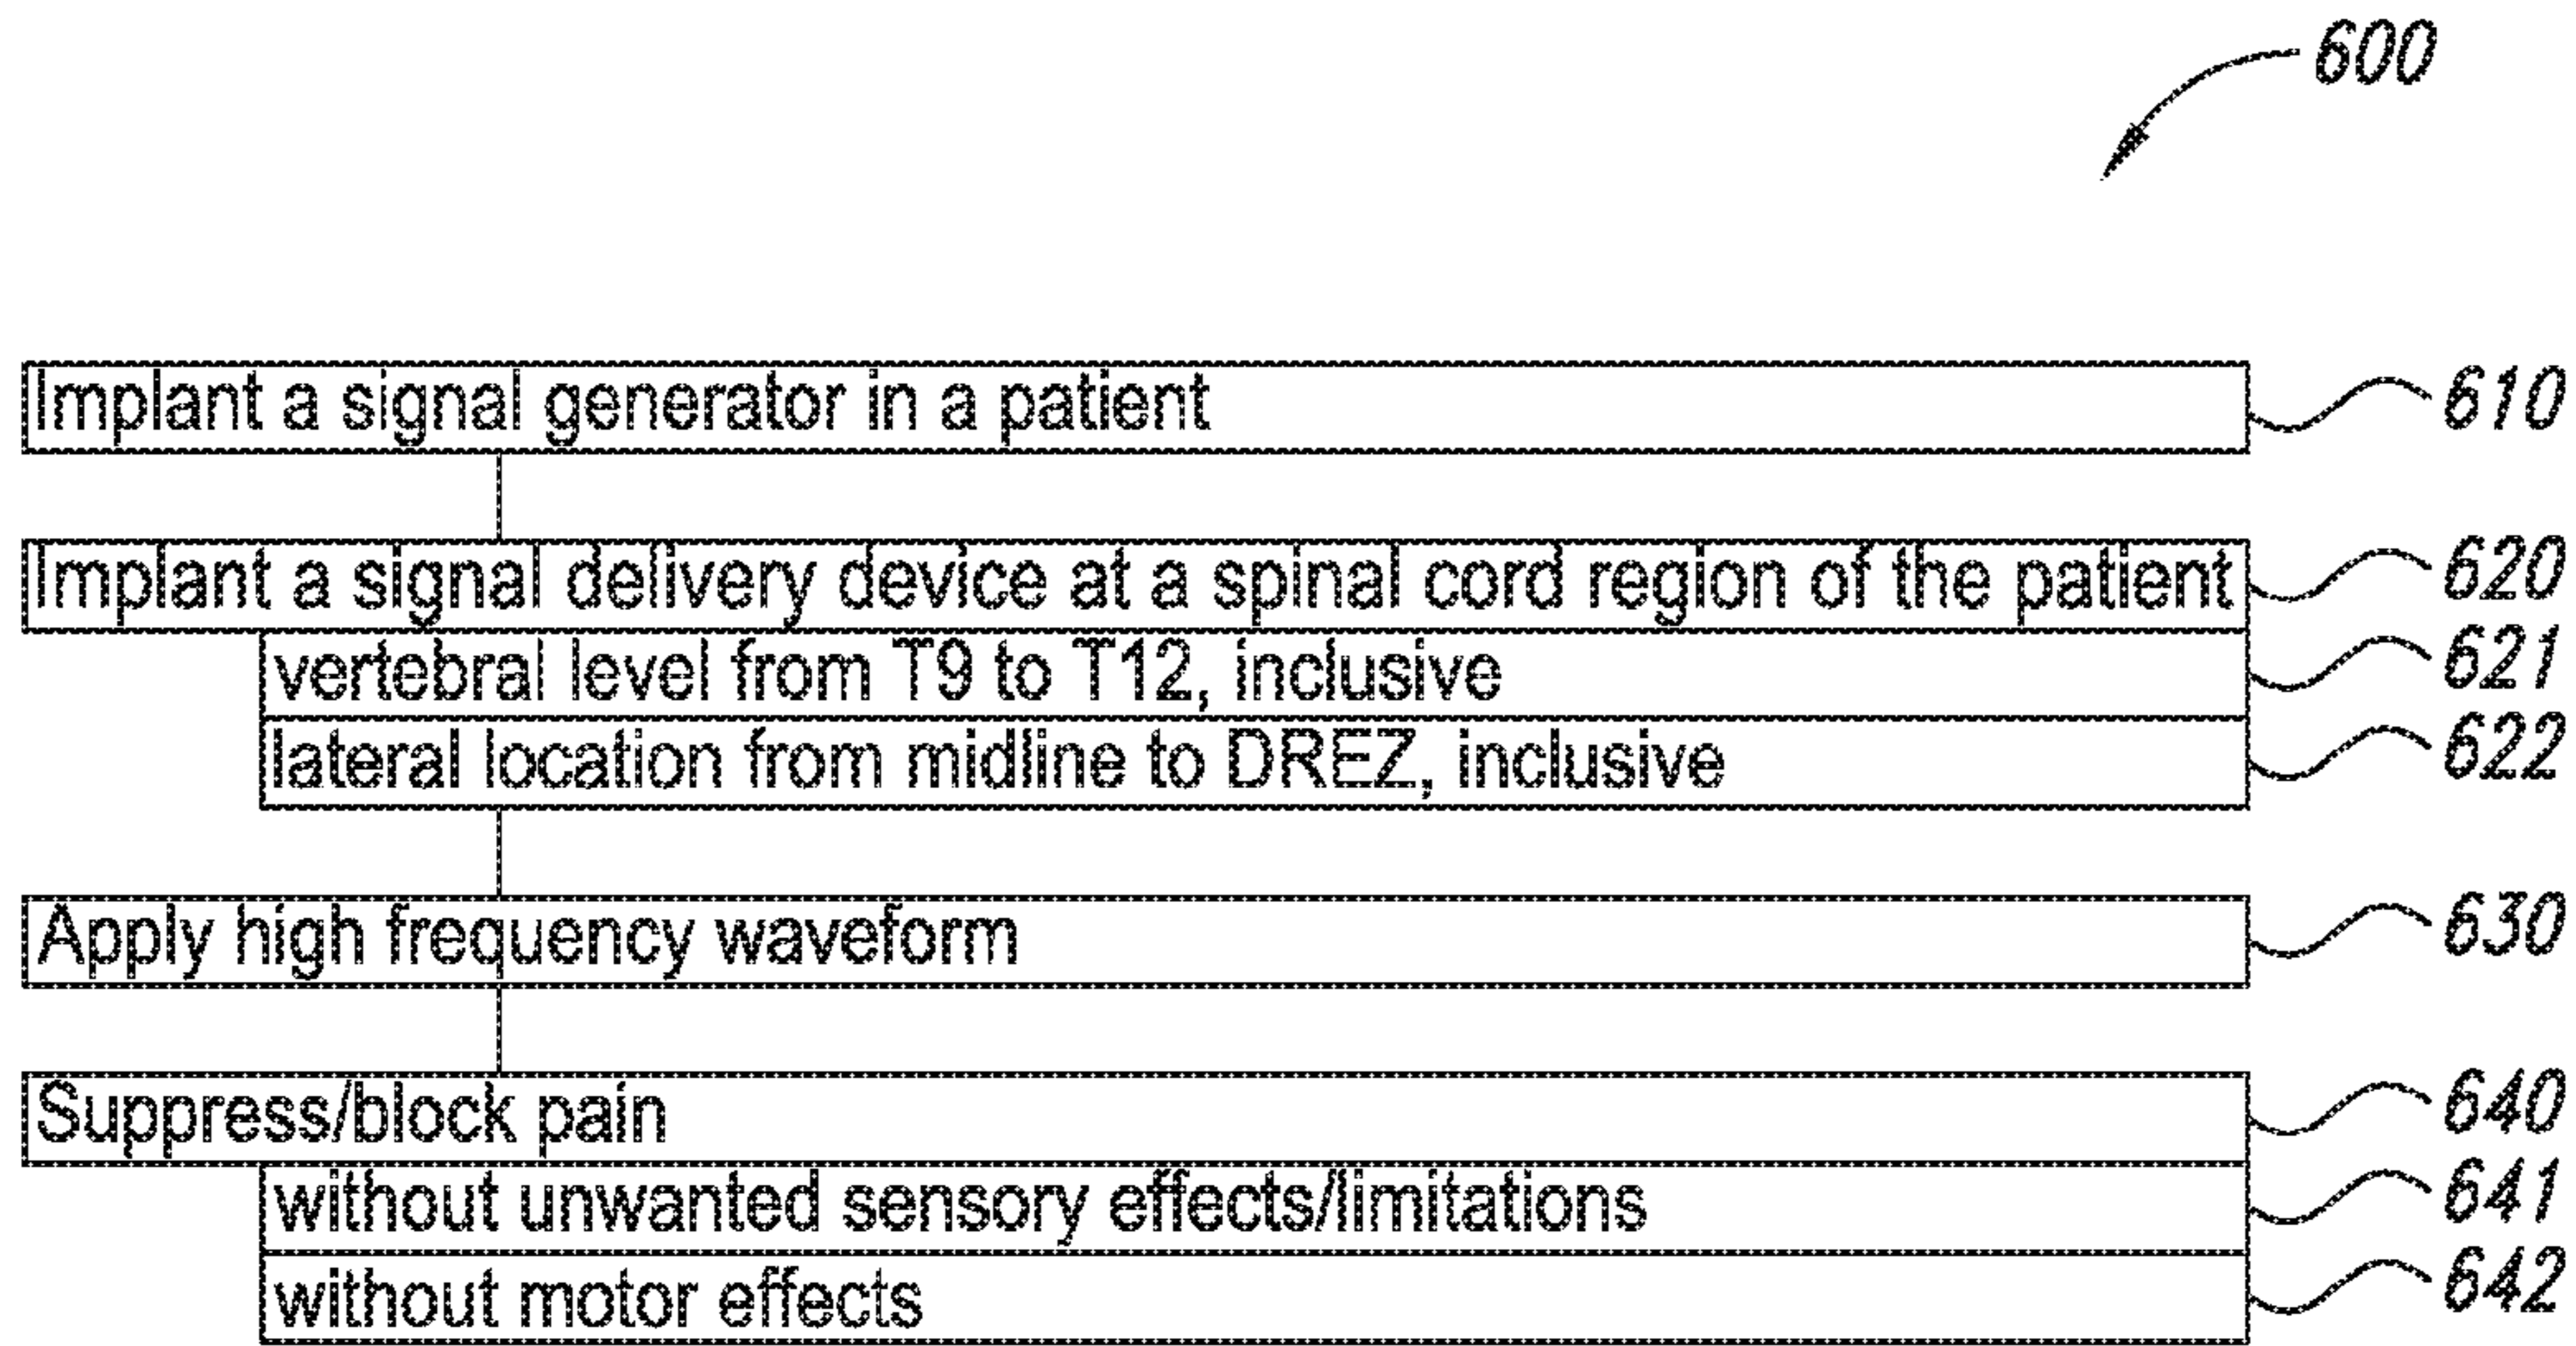 600
Implant a signal generator in a patient 610
Implant a signal delivery device at a spinal cord region of the patient 620
vertebral level from T9 to T12, inclusive 621
lateral location from midline to DREZ, inclusive 622
Apply high frequency waveform 630
Suppress/block pain 640
without unwanted sensory effects/limitations 641
without motor effects 642